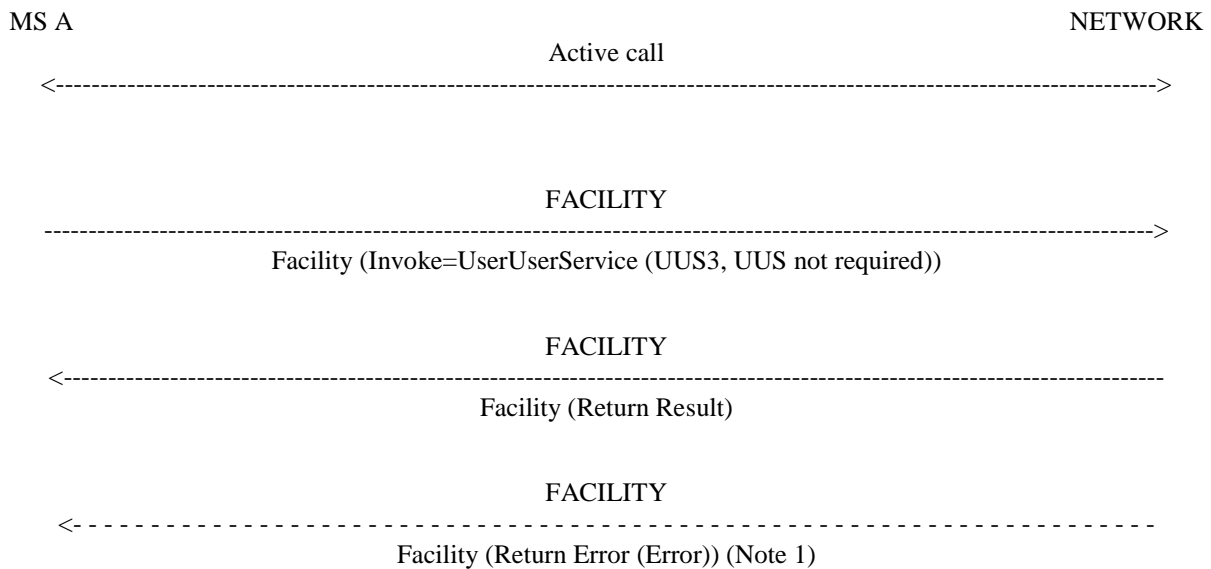 MS A NETWORK
Active call
<-------------------------------------------------------------------------------------------------------------------------->
FACILITY
--------------------------------------------------------------------------------------------------------------------------->
Facility (Invoke=UserUserService (UUS3, UUS not required))
FACILITY
<--------------------------------------------------------------------------------------------------------------------------
Facility (Return Result)
FACILITY
<- - - - - - - - - - - - - - - - - - - - - - - - - - - - - - - - - - - - - - - - - - - - - - - - - - - - - - - - - - - - - - - - - - - - - -
Facility (Return Error (Error)) (Note 1)